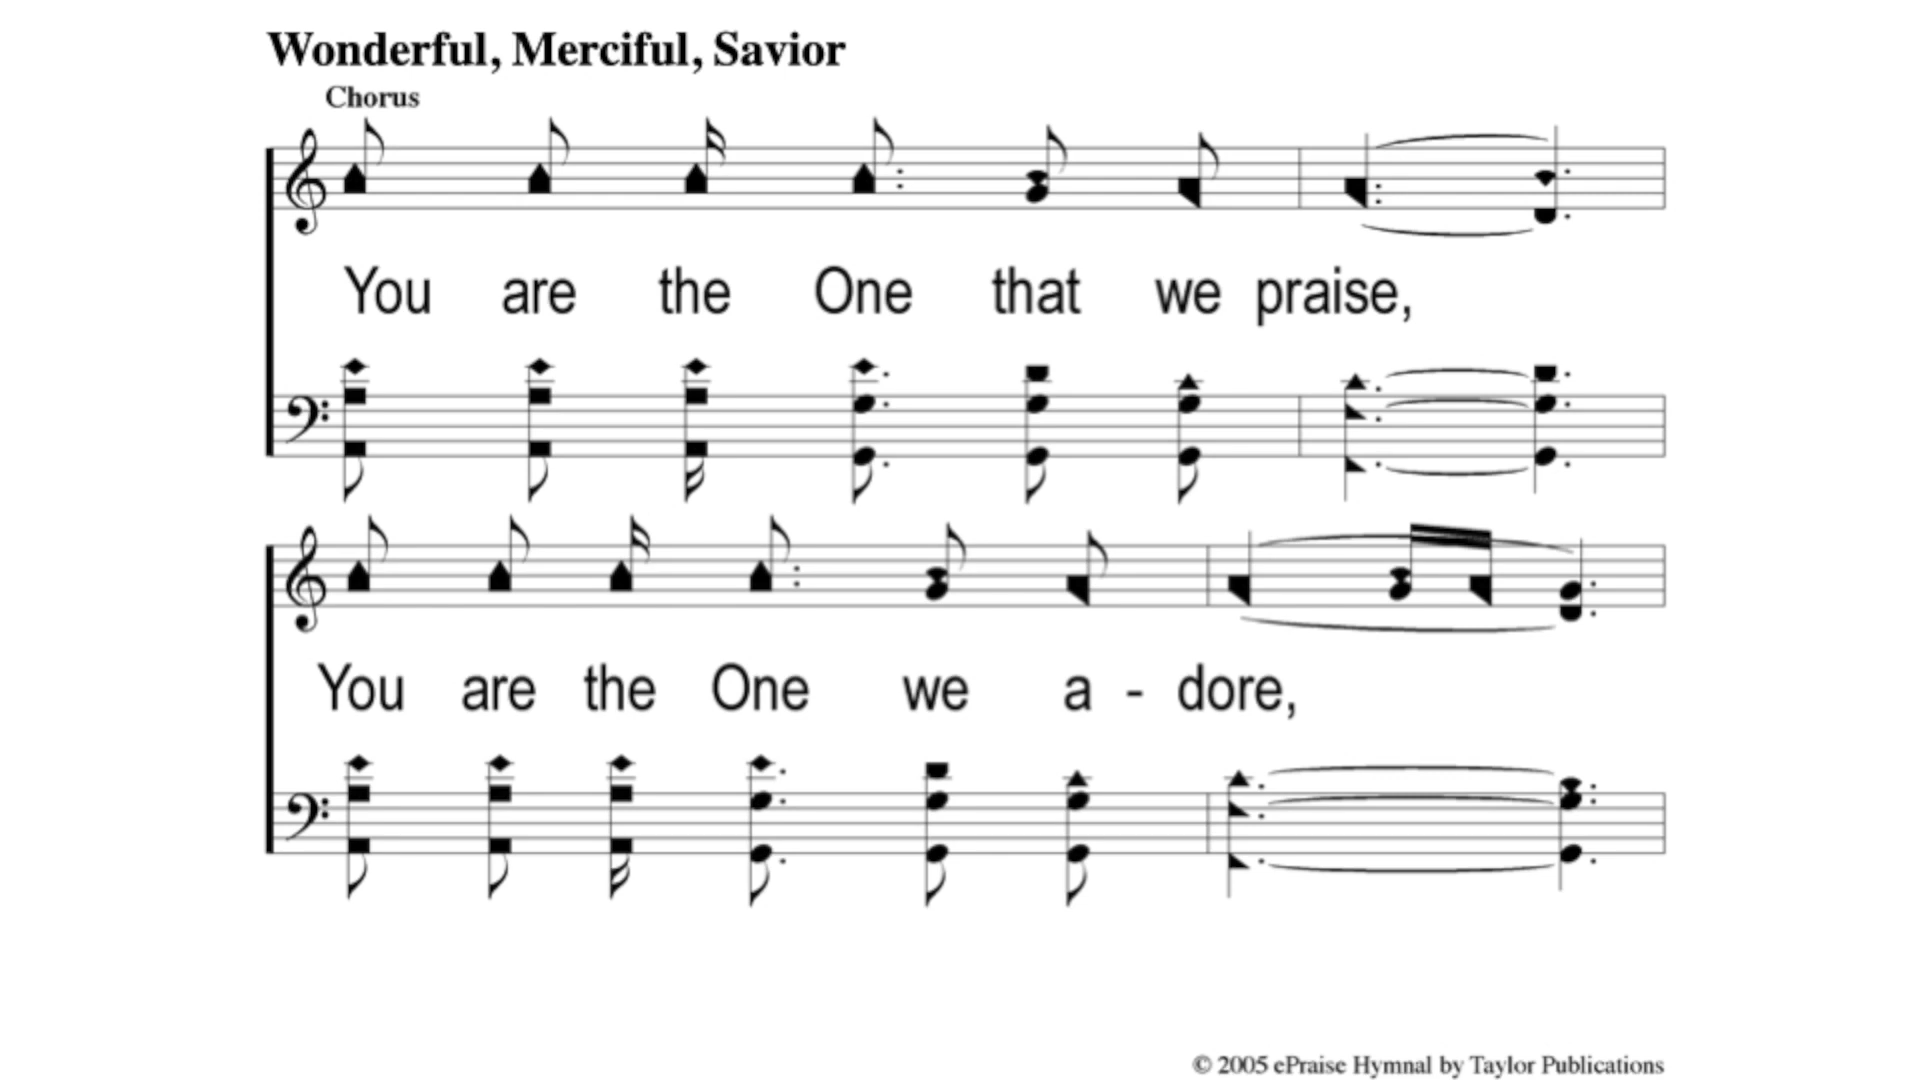 Wonderful, Merciful, Savior
Chorus
You are the One that we praise,
You are the One we a - dore,
© 2005 ePraise Hymnal by Taylor Publications